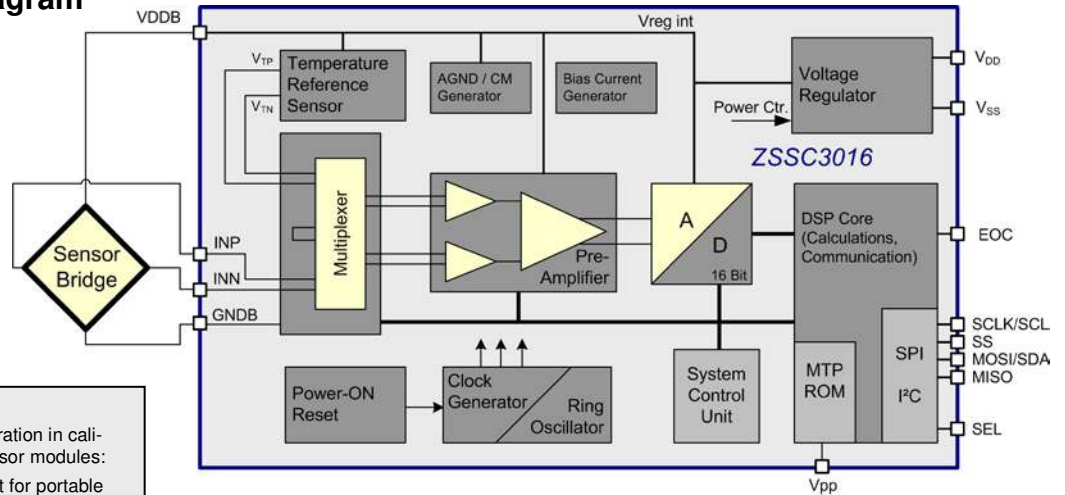 agram
VDDB
Vreg int
VTP
Temperature
Reference
Sensor
VTN
AGND / CM
Generator
Bias Current
Generator
Voltage
Regulator
Power Ctr.
VDD
VSS
ZSSC3016
Multiplexer
Pre-
Amplifier
A
D
16 Bit
DSP Core
(Calculations,
Communication)
EOC
Sensor
Bridge
INP
INN
GNDB
SCLK/SCL
SS
MOSI/SDA
MISO
SEL
SPI
I²C
MTP
ROM
System
Control
Unit
Power-ON
Reset
Clock
Generator
Ring
Oscillator
Vpp
ration in cali-
sor modules:
t for portable